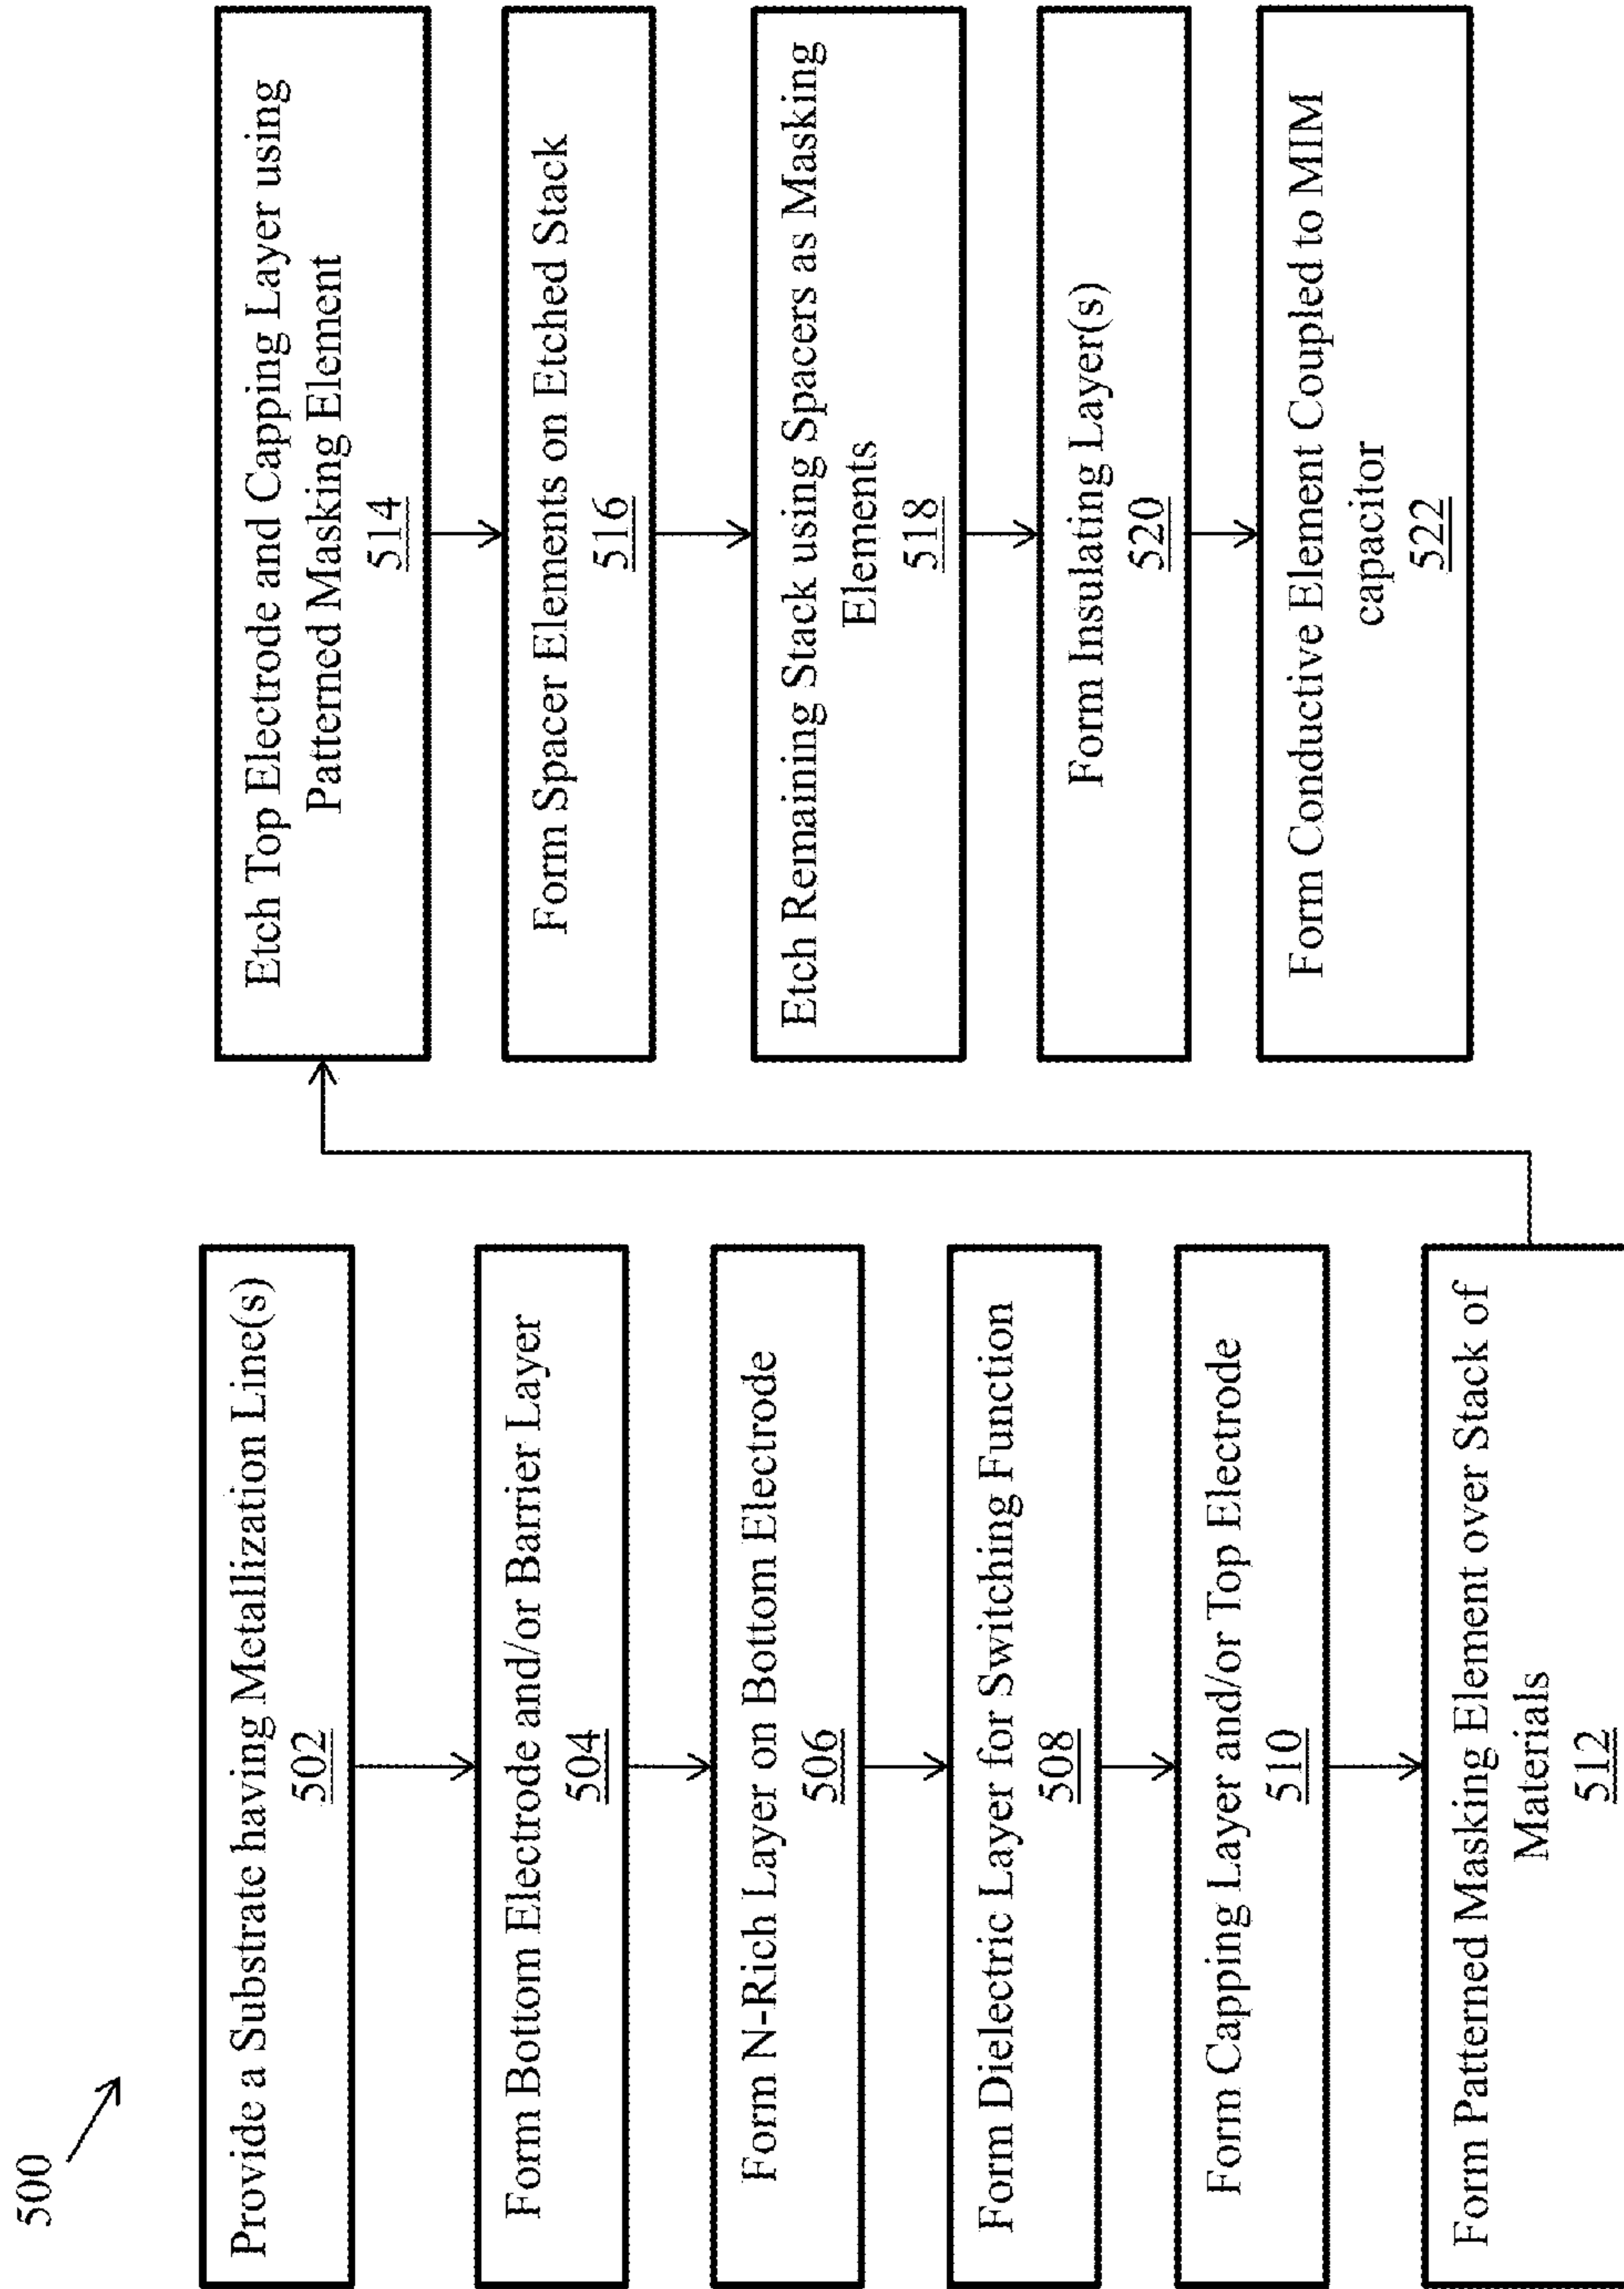 500
Provide a Substrate having Metallization Line(s)
502
Form Bottom Electrode and/or Barrier Layer
504
Form N-Rich Layer on Bottom Electrode
506
Form Dielectric Layer for Switching Function
508
Form Capping Layer and/or Top Electrode
510
Form Patterned Masking Element over Stack of
Materials
512
Etch Top Electrode and Capping Layer using
Patterned Masking Element
514
Form Spacer Elements on Etched Stack
516
Etch Remaining Stack using Spacers as Masking
Elements
518
Form Insulating Layer(s)
520
Form Conductive Element Coupled to MIM
capacitor
522